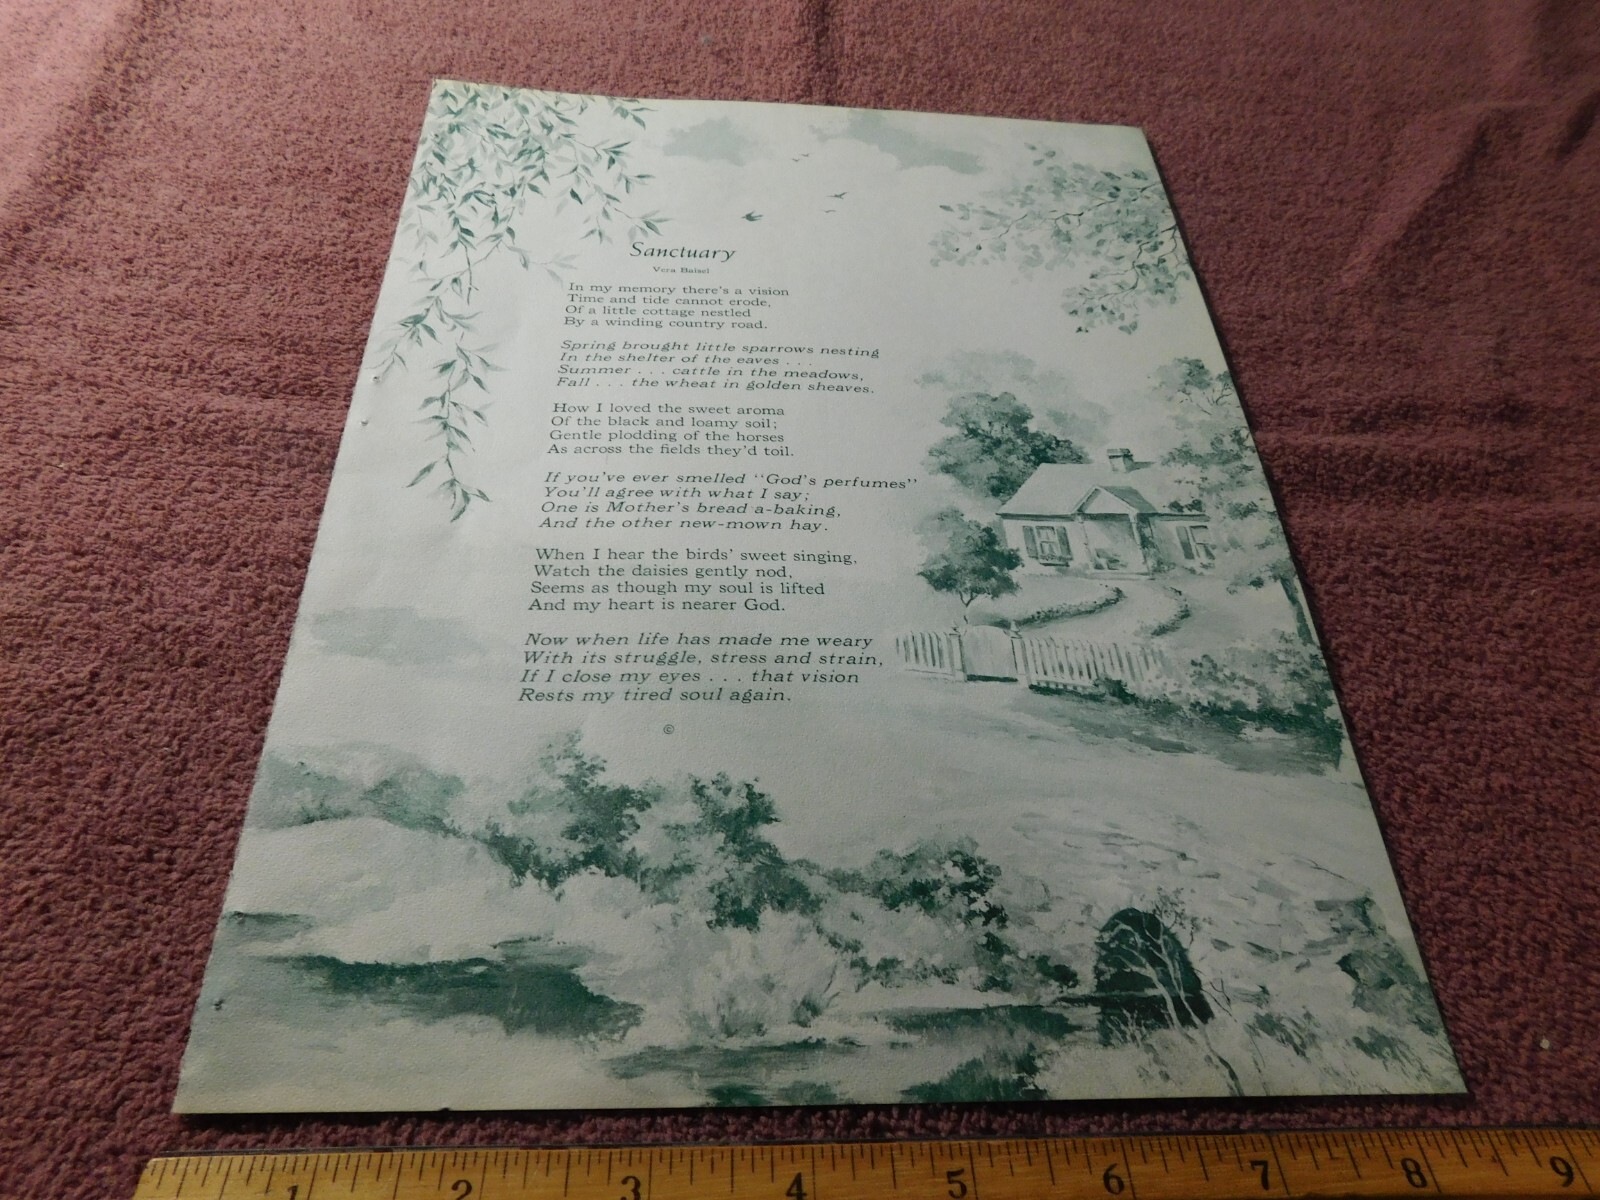 Sanctuary
Vera Baisel
In my memory there's a vision
Time and tide cannot erode,
Of a little cottage nestled
By a winding country road.
Spring brought little sparrows nesting
In the shelter of the eaves . . .
Summer . . . cattle in the meadows,
Fall . . . the wheat in golden sheaves.
How I loved the sweet aroma
Of the black and loamy soil;
Gentle plodding of the horses
As across the fields they'd toil.
If you've ever smelled "God's perfumes"
You'll agree with what I say;
One is Mother's bread a-baking,
And the other new-mown hay.
When I hear the birds' sweet singing,
Watch the daisies gently nod,
Seems as though my soul is lifted
And my heart is nearer God.
Now when life has made me weary
With its struggle, stress and strain,
If I close my eyes . . . that vision
Rests my tired soul again.
©
1 2 3 4 5 6 7 8 9